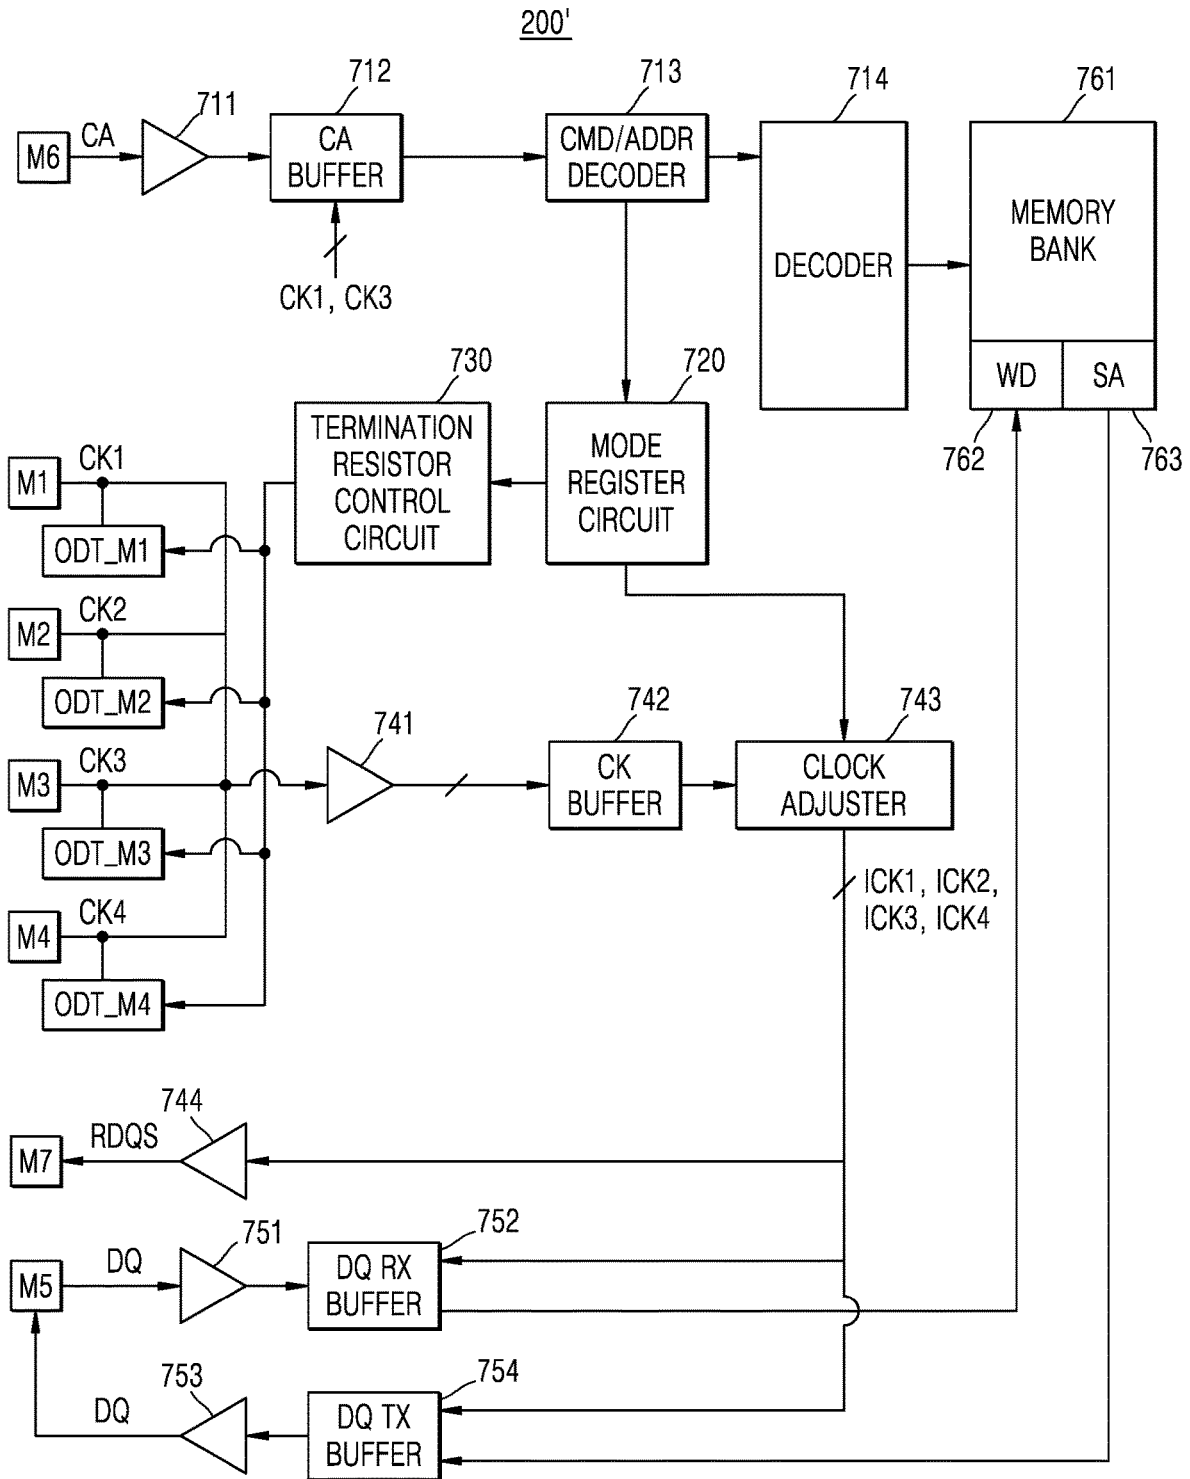 200'
711
712
713
714
761
M6
CA
CA
BUFFER
CMD/ADDR
DECODER
DECODER
MEMORY
BANK
CK1, CK3
WD
SA
762
763
730
720
TERMINATION
RESISTOR
CONTROL
CIRCUIT
MODE
REGISTER
CIRCUIT
M1
CK1
ODT_M1
M2
CK2
ODT_M2
M3
CK3
ODT_M3
M4
CK4
ODT_M4
741
742
743
CK
BUFFER
CLOCK
ADJUSTER
ICK1, ICK2,
ICK3, ICK4
744
M7
RDQS
751
752
M5
DQ
DQ RX
BUFFER
753
754
DQ
DQ TX
BUFFER